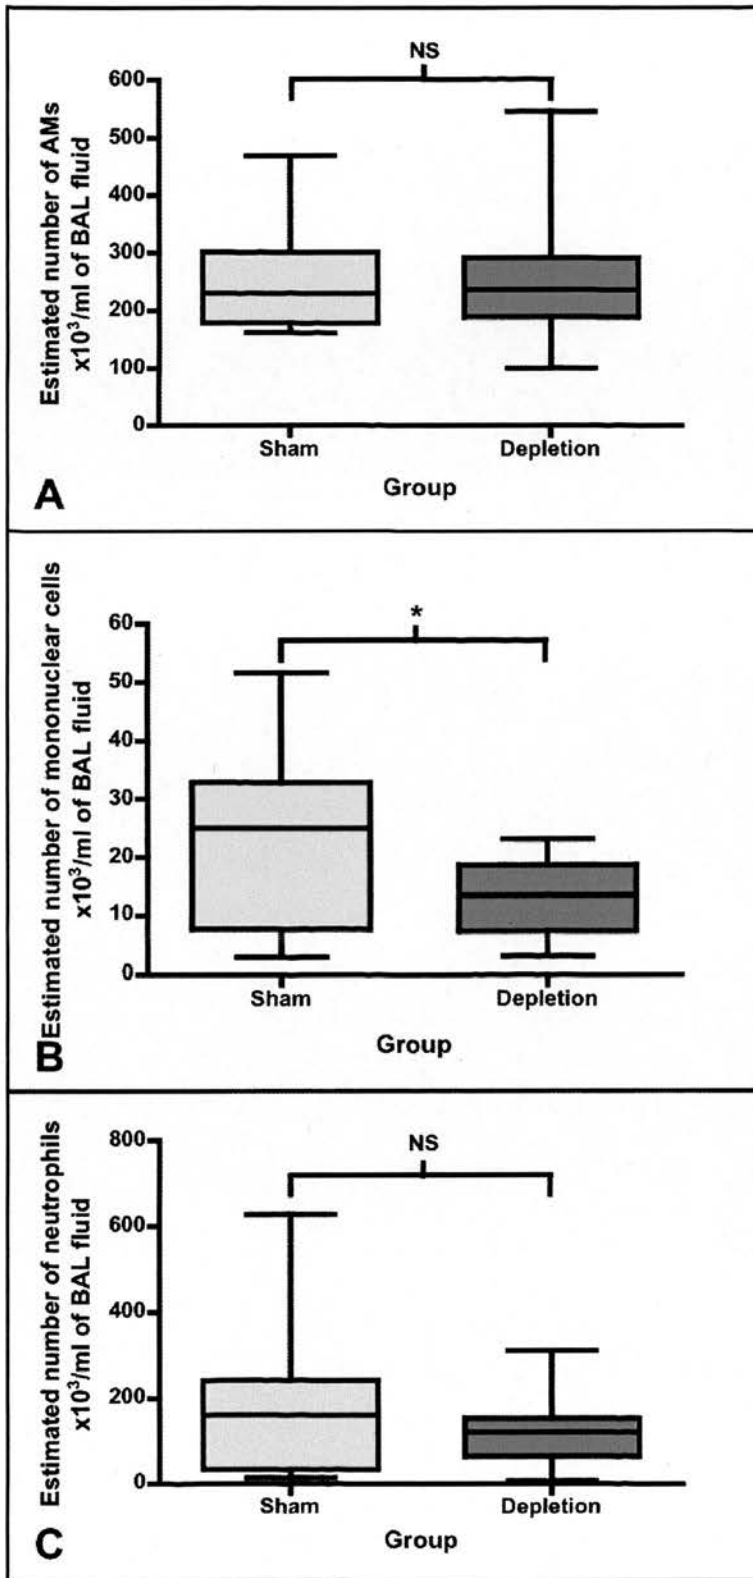 NS
600
500
400
300
200
100
0
Estimated number of AMs
x10³/ml of BAL fluid
Sham
Depletion
Group
A
*
60
50
40
30
20
10
0
Estimated number of mononuclear cells
x10³/ml of BAL fluid
Sham
Depletion
Group
B
NS
800
600
400
200
0
Estimated number of neutrophils
x10³/ml of BAL fluid
Sham
Depletion
Group
C